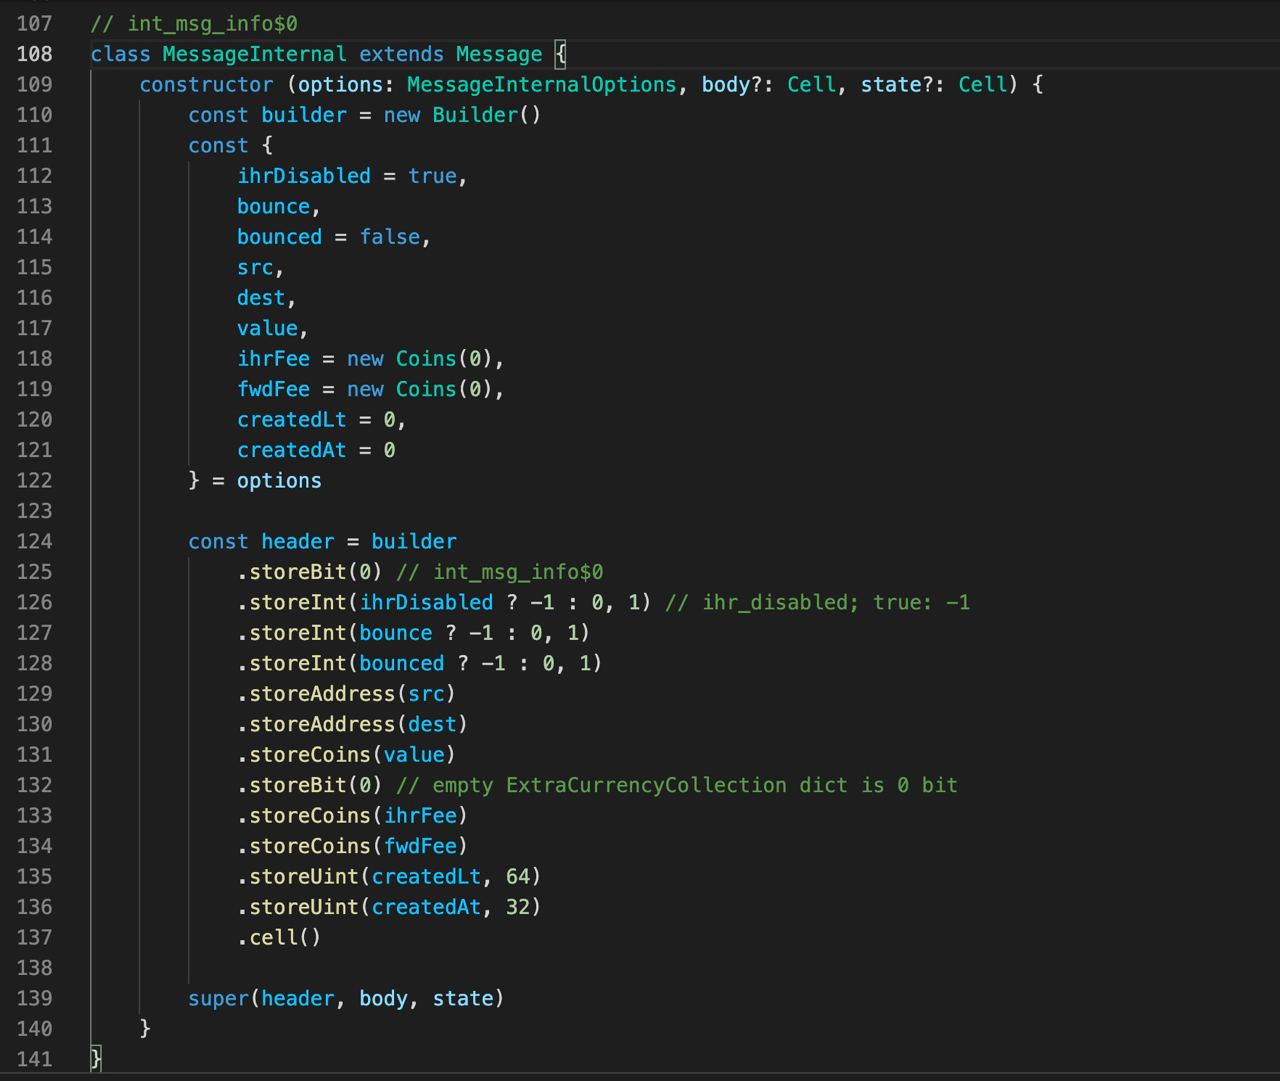 107 // int_msg_info$0
108 class MessageInternal extends Message {
109     constructor (options: MessageInternalOptions, body?: Cell, state?: Cell) {
110         const builder = new Builder()
111         const {
112             ihrDisabled = true,
113             bounce,
114             bounced = false,
115             src,
116             dest,
117             value,
118             ihrFee = new Coins(0),
119             fwdFee = new Coins(0),
120             createdLt = 0,
121             createdAt = 0
122         } = options
123
124         const header = builder
125             .storeBit(0) // int_msg_info$0
126             .storeInt(ihrDisabled ? -1 : 0, 1) // ihr_disabled; true: -1
127             .storeInt(bounce ? -1 : 0, 1)
128             .storeInt(bounced ? -1 : 0, 1)
129             .storeAddress(src)
130             .storeAddress(dest)
131             .storeCoins(value)
132             .storeBit(0) // empty ExtraCurrencyCollection dict is 0 bit
133             .storeCoins(ihrFee)
134             .storeCoins(fwdFee)
135             .storeUint(createdLt, 64)
136             .storeUint(createdAt, 32)
137             .cell()
138
139         super(header, body, state)
140     }
141 }